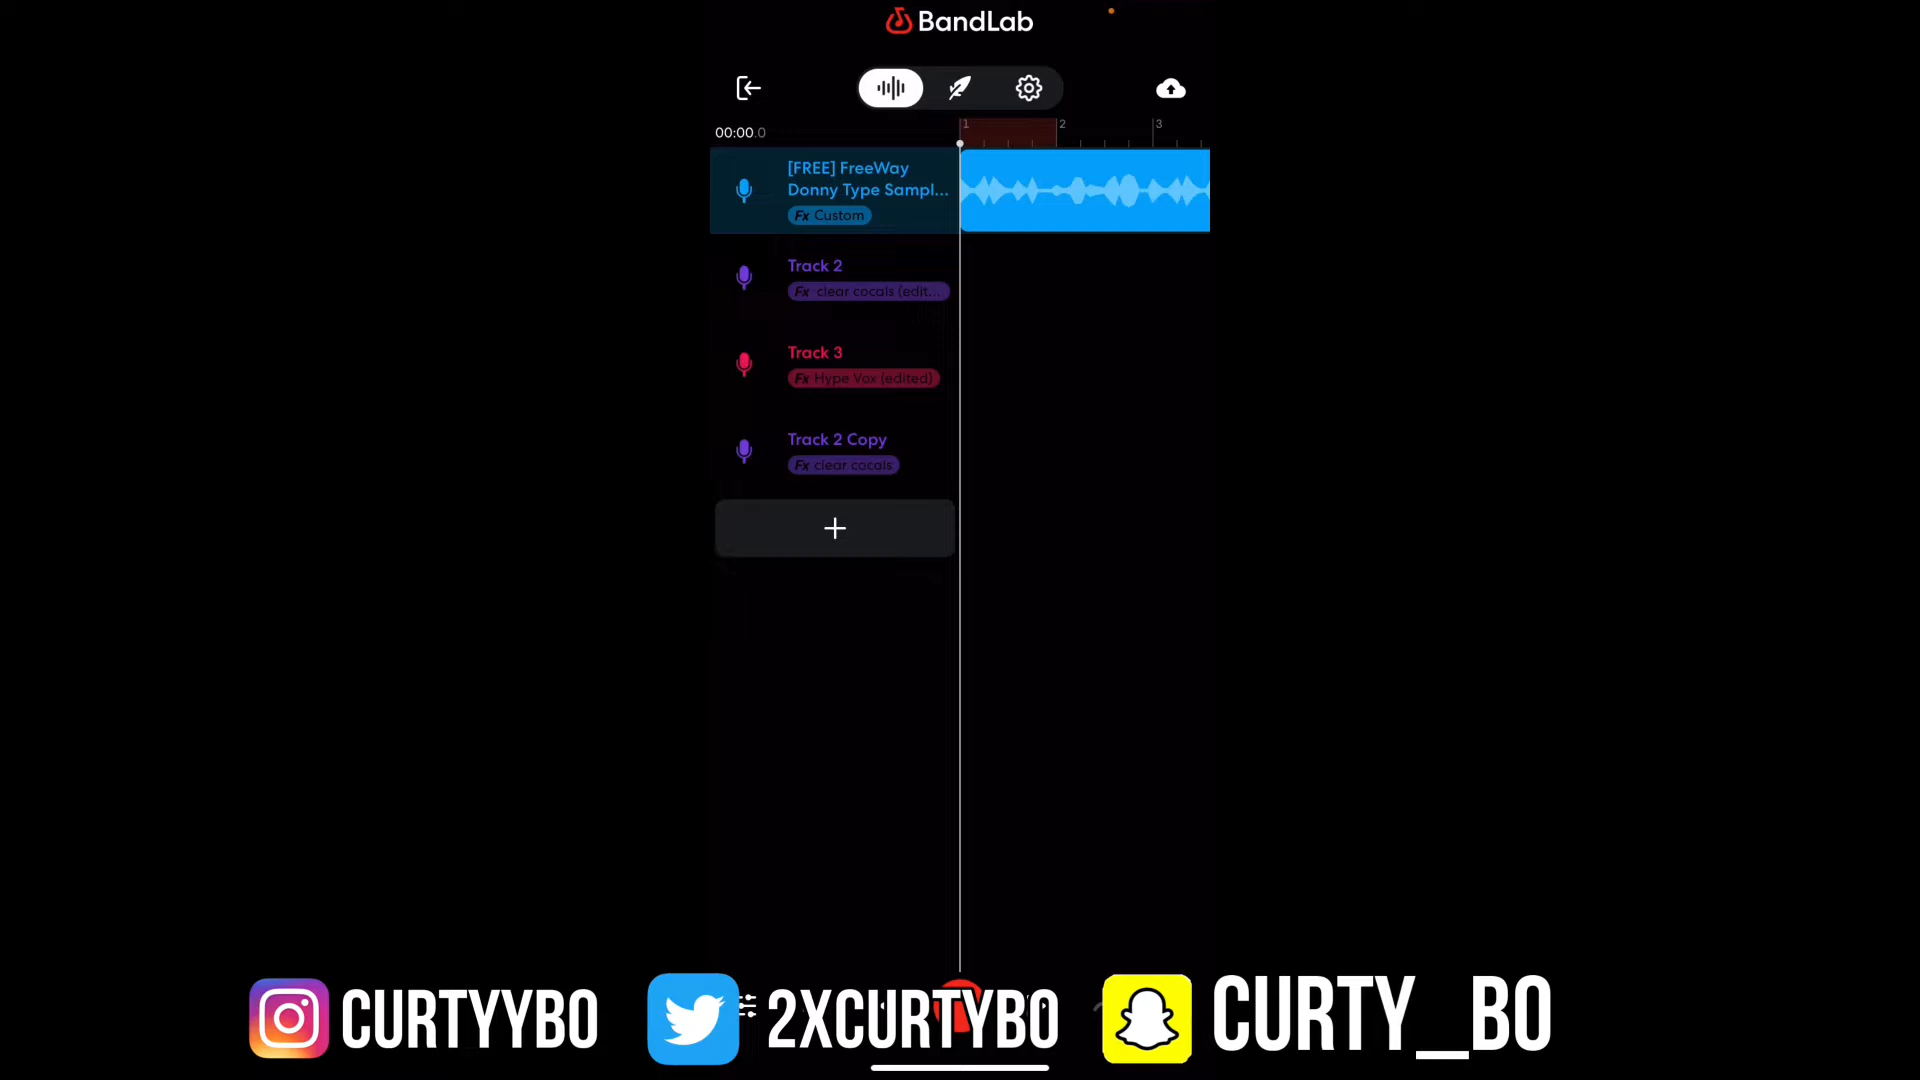 BandLab
00:00.0
1
2
3
[FREE] FreeWay
Donny Type Sampl...
Fx Custom
Track 2
Fx clear cocals (edit...
Track 3
Fx Hype Vox (edited)
Track 2 Copy
Fx clear cocals
CURTYYBO
2XCURTYBO
CURTY__BO